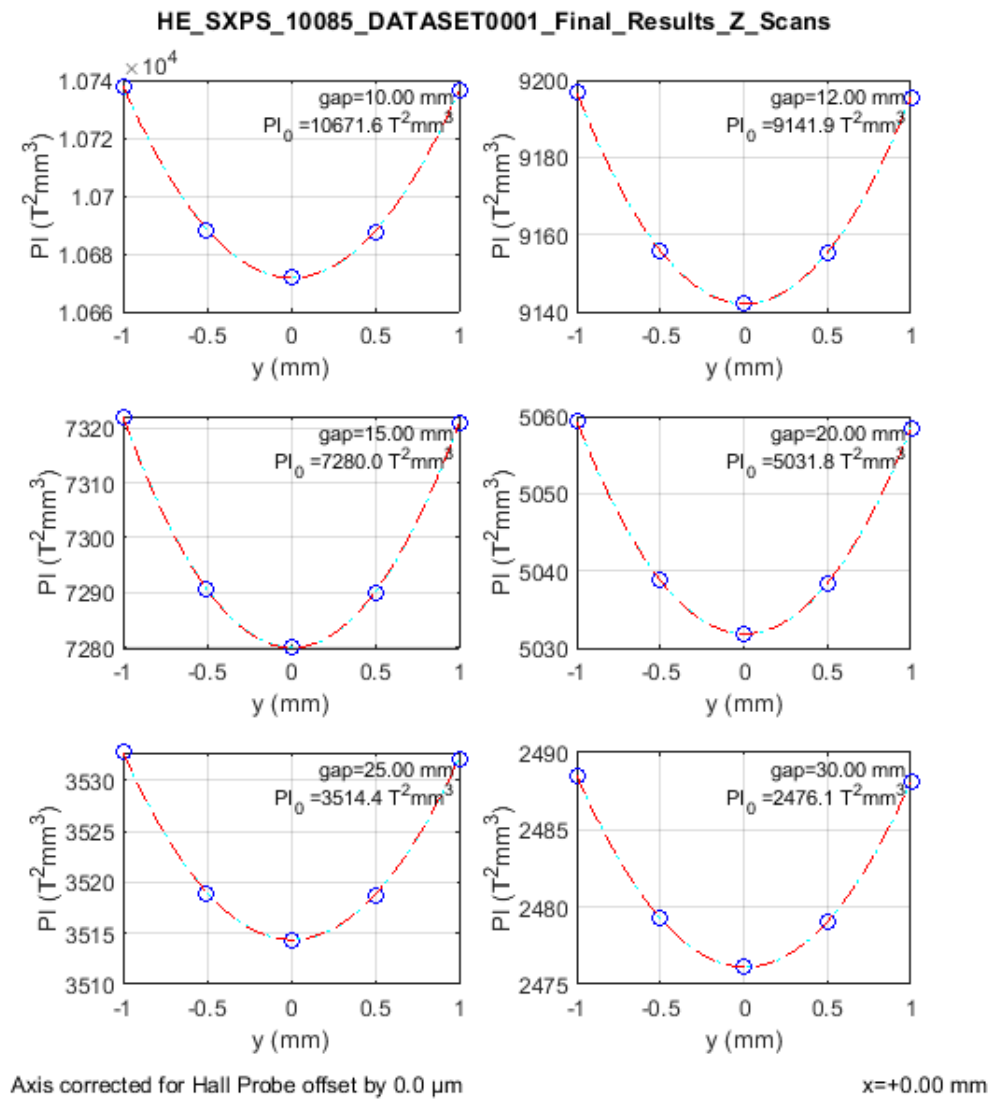 HE_SXPS_10085_DATASET0001_Final_Results_Z_Scans
×10⁴
1.074
1.072
1.07
1.068
1.066
PI (T²mm³)
gap=10.00 mm
PI₀ =10671.6 T²mm³
-1 -0.5 0 0.5 1
y (mm)
9200
9180
9160
9140
PI (T²mm³)
gap=12.00 mm
PI₀ =9141.9 T²mm³
-1 -0.5 0 0.5 1
y (mm)
7320
7310
7300
7290
7280
PI (T²mm³)
gap=15.00 mm
PI₀ =7280.0 T²mm³
-1 -0.5 0 0.5 1
y (mm)
5060
5050
5040
5030
PI (T²mm³)
gap=20.00 mm
PI₀ =5031.8 T²mm³
-1 -0.5 0 0.5 1
y (mm)
3530
3525
3520
3515
3510
PI (T²mm³)
gap=25.00 mm
PI₀ =3514.4 T²mm³
-1 -0.5 0 0.5 1
y (mm)
2490
2485
2480
2475
PI (T²mm³)
gap=30.00 mm
PI₀ =2476.1 T²mm³
-1 -0.5 0 0.5 1
y (mm)
Axis corrected for Hall Probe offset by 0.0 μm
x=+0.00 mm